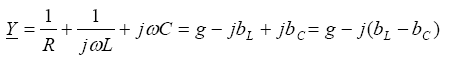 Y = 1/R + 1/(jωL) + jωC = g − jb_L + jb_C = g − j(b_L − b_C)